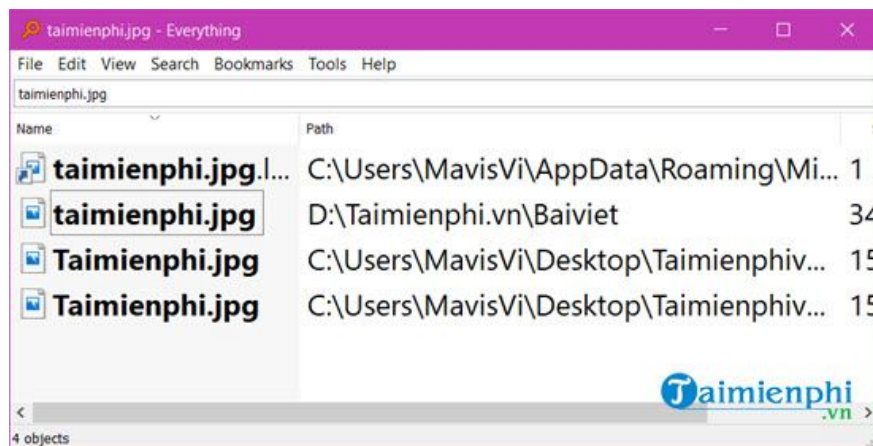 taimienphi.jpg - Everything
File Edit View Search Bookmarks Tools Help
taimienphi.jpg
Name Path
taimienphi.jpg.l... C:\Users\MavisVi\AppData\Roaming\Mi... 1
taimienphi.jpg D:\Taimienphi.vn\Baiviet 34
Taimienphi.jpg C:\Users\MavisVi\Desktop\Taimienphiv... 15
Taimienphi.jpg C:\Users\MavisVi\Desktop\Taimienphiv... 15
Taimienphi
.vn
4 objects